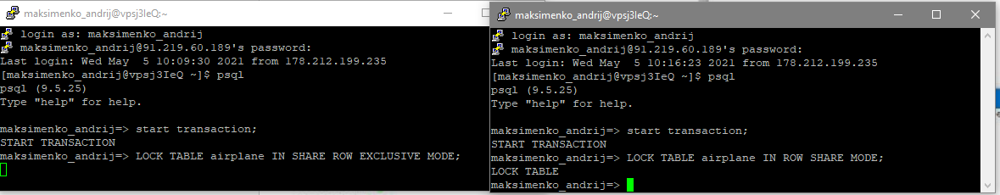 maksimenko_andrij@vpsj3IeQ:~
login as: maksimenko_andrij
maksimenko_andrij@91.219.60.189's password:
Last login: Wed May  5 10:09:30 2021 from 178.212.199.235
[maksimenko_andrij@vpsj3IeQ ~]$ psql
psql (9.5.25)
Type "help" for help.
maksimenko_andrij=> start transaction;
START TRANSACTION
maksimenko_andrij=> LOCK TABLE airplane IN SHARE ROW EXCLUSIVE MODE;
maksimenko_andrij@vpsj3IeQ:~
login as: maksimenko_andrij
maksimenko_andrij@91.219.60.189's password:
Last login: Wed May  5 10:16:23 2021 from 178.212.199.235
[maksimenko_andrij@vpsj3IeQ ~]$ psql
psql (9.5.25)
Type "help" for help.
maksimenko_andrij=> start transaction;
START TRANSACTION
maksimenko_andrij=> LOCK TABLE airplane IN ROW SHARE MODE;
LOCK TABLE
maksimenko_andrij=>